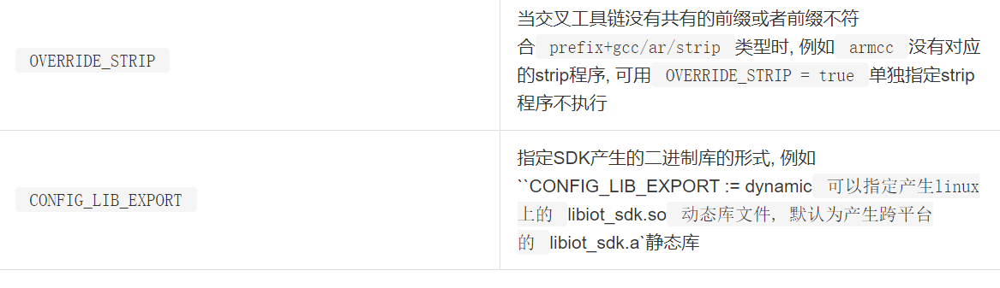 OVERRIDE_STRIP
当交叉工具链没有共有的前缀或者前缀不符
合 prefix+gcc/ar/strip 类型时, 例如 armcc 没有对应
的strip程序, 可用 OVERRIDE_STRIP = true 单独指定strip
程序不执行
CONFIG_LIB_EXPORT
指定SDK产生的二进制库的形式, 例如
``CONFIG_LIB_EXPORT := dynamic 可以指定产生linux
上的 libiot_sdk.so 动态库文件, 默认为产生跨平台
的 libiot_sdk.a`静态库